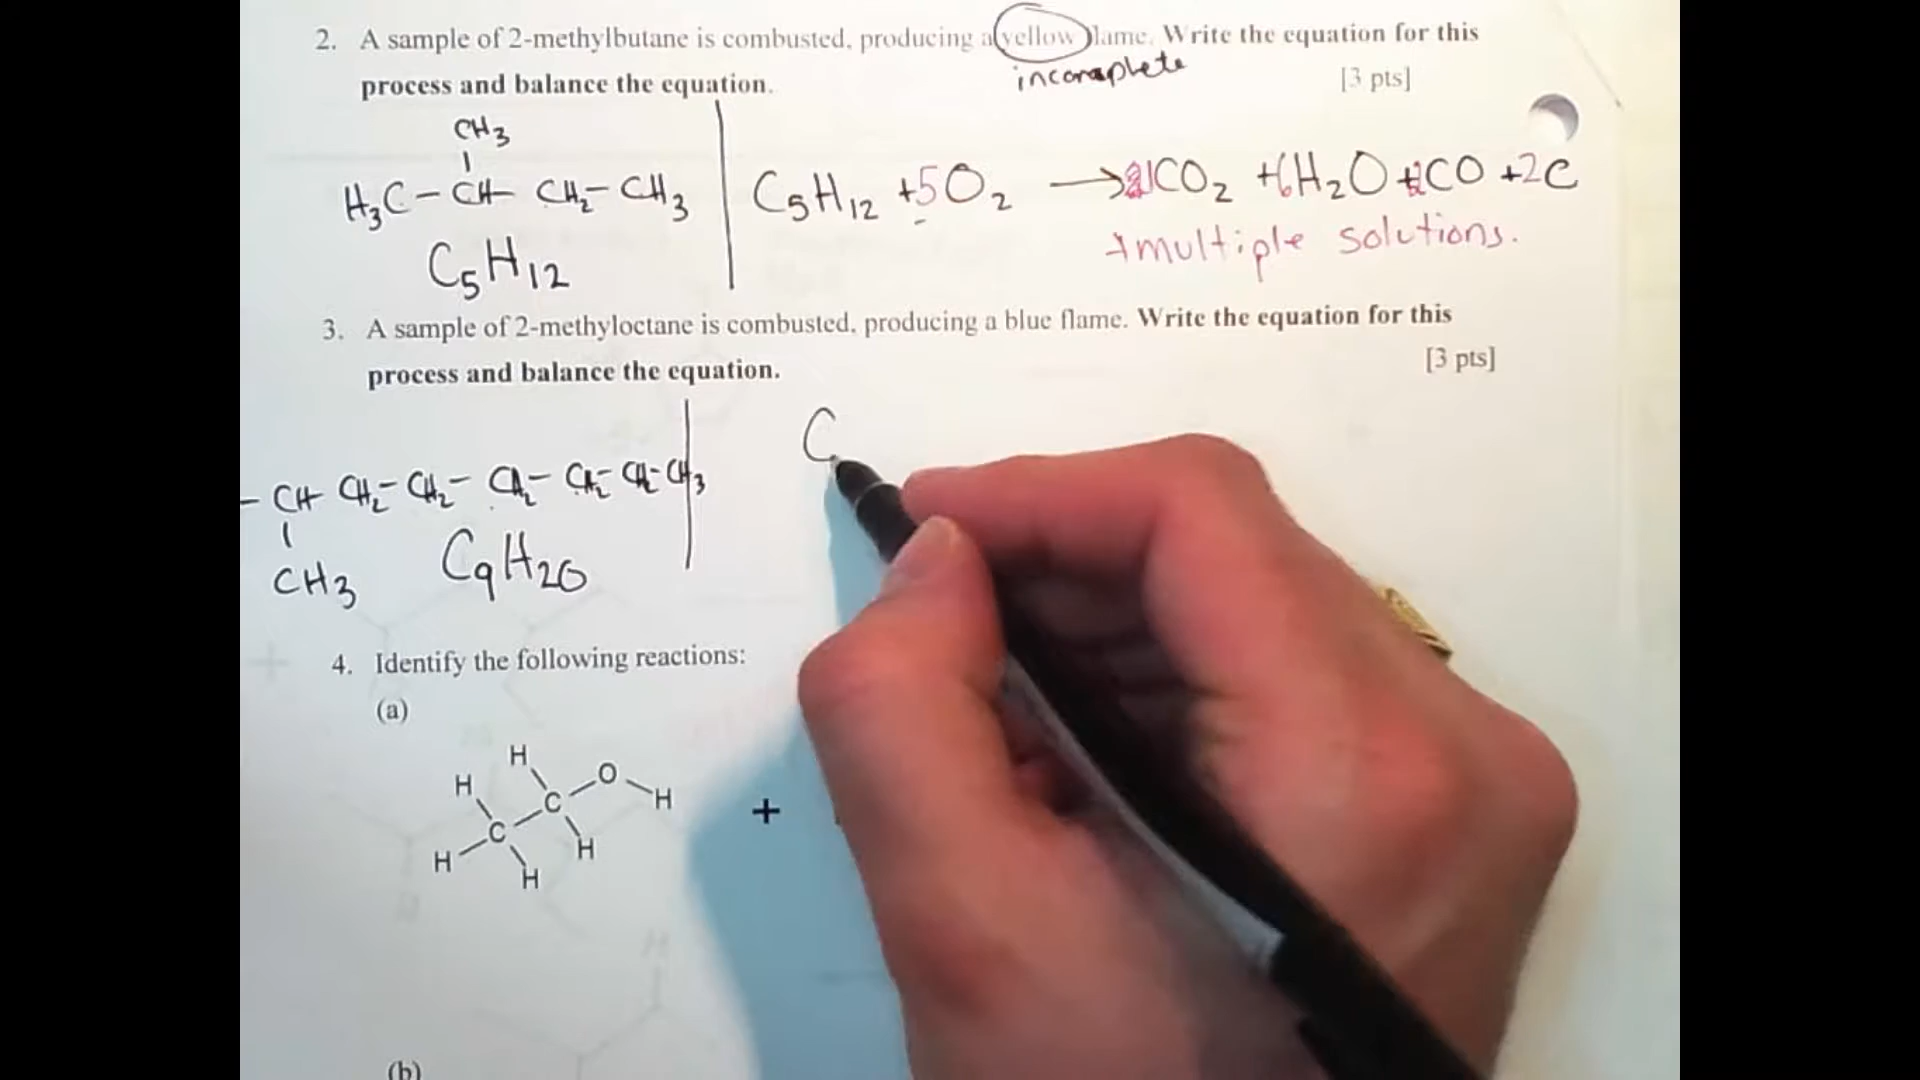 2. A sample of 2-methylbutane is combusted, producing a yellow flame. Write the equation for this
incomplete
process and balance the equation. [3 pts]
CH3
H3C-CH-CH2-CH3
C5H12
C5H12 +5O2 → 1CO2 +6H2O + 2CO +2C
+multiple solutions.
3. A sample of 2-methyloctane is combusted, producing a blue flame. Write the equation for this
process and balance the equation. [3 pts]
-CH-CH2-CH2-CH2-CH2-CH2-CH3
CH3
C9H20
C
4. Identify the following reactions:
(a)
H
H
O
H
C
C
H
H
H
+
(b)